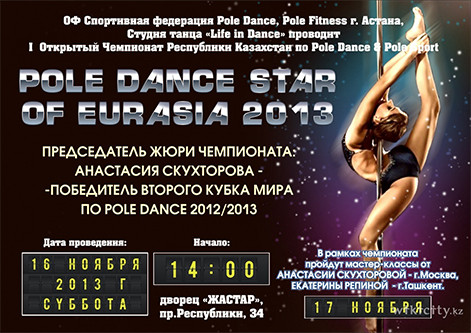 ОФ Спортивная федерация Pole Dance, Pole Fitness г. Астана,
Студия танца «Life in Dance» проводит
I Открытый Чемпионат Республики Казахстан по Pole Dance & Pole Sport
POLE DANCE STAR
OF EURASIA 2013
ПРЕДСЕДАТЕЛЬ ЖЮРИ ЧЕМПИОНАТА:
АНАСТАСИЯ СКУХТОРОВА -
-ПОБЕДИТЕЛЬ ВТОРОГО КУБКА МИРА
ПО POLE DANCE 2012/2013
Дата проведения:
16 НОЯБРЯ
2013 Г
СУББОТА
Начало:
14:00
дворец «ЖАСТАР»,
пр.Республики, 34
В рамках чемпионата
пройдут мастер-классы от
АНАСТАСИИ СКУХТОРОВОЙ - г.Москва,
ЕКАТЕРИНЫ РЕПИНОЙ - г.Ташкент.
17 НОЯБРЯ
wikicity.kz